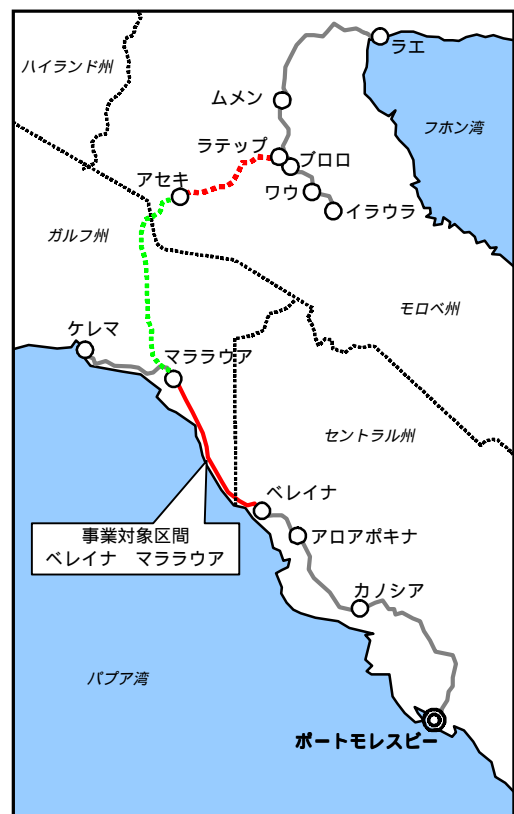 ハイランド州
ラエ
ムメン
フホン湾
ラテップ
ブロロ
アセキ
ワウ
イラウラ
ガルフ州
モロベ州
ケレマ
マララウア
セントラル州
ベレイナ
事業対象区間
ベレイナ　マララウア
アロアポキナ
カノシア
パプア湾
ポートモレスビー